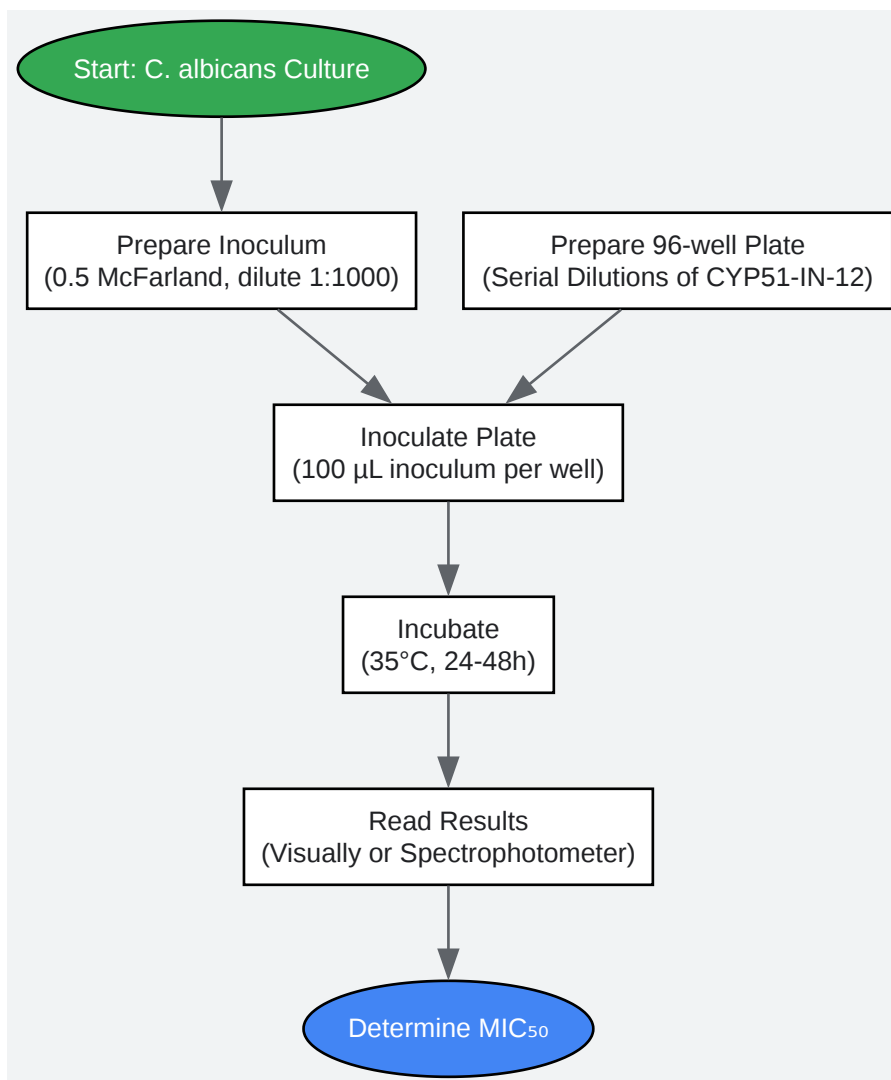 Start: C. albicans Culture
Prepare Inoculum
(0.5 McFarland, dilute 1:1000)
Prepare 96-well Plate
(Serial Dilutions of CYP51-IN-12)
Inoculate Plate
(100 µL inoculum per well)
Incubate
(35°C, 24-48h)
Read Results
(Visually or Spectrophotometer)
Determine MIC₅₀